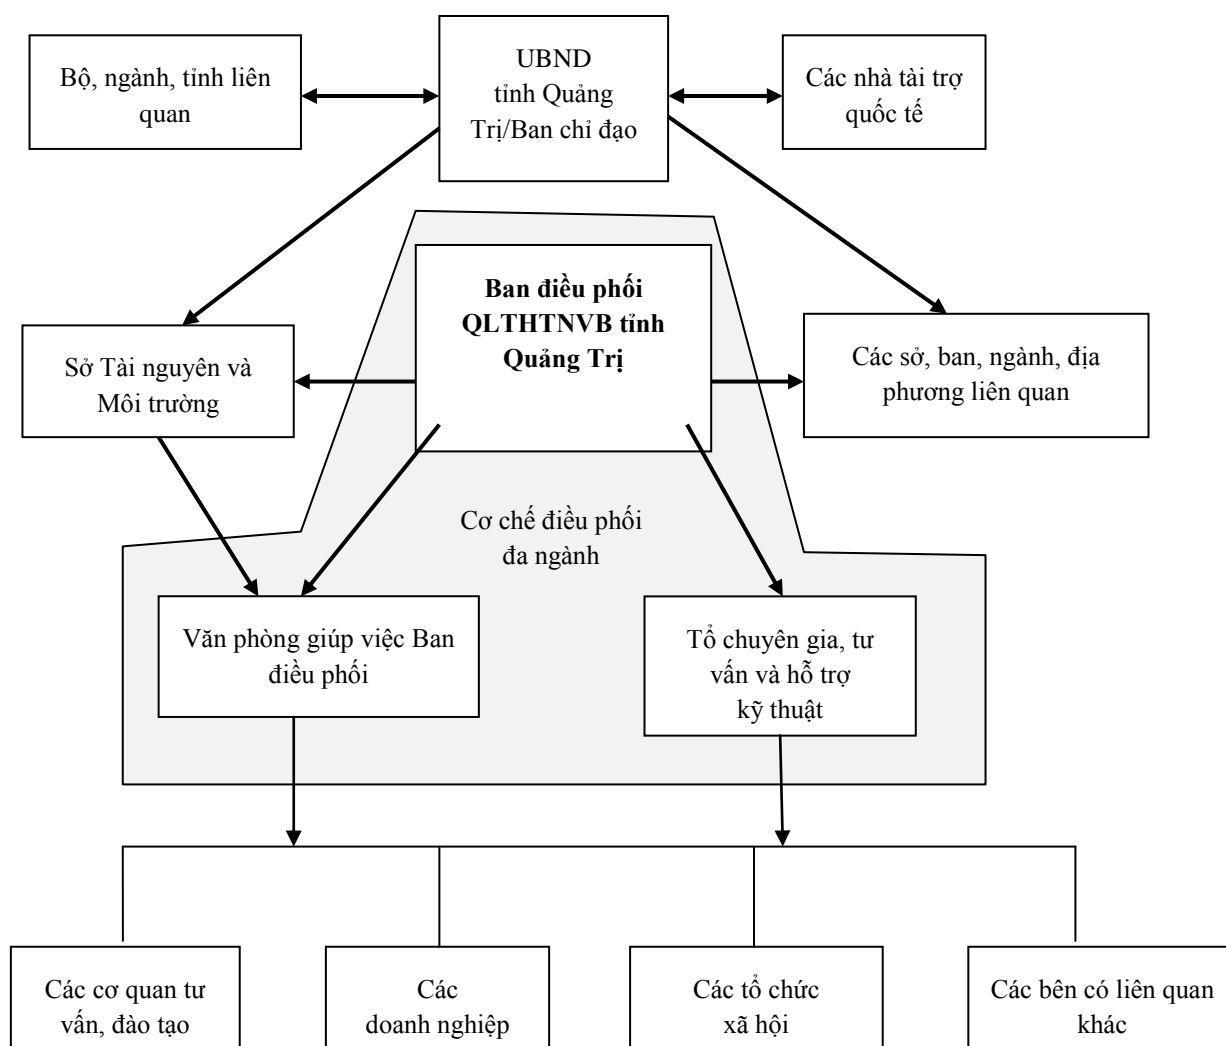 Bộ, ngành, tỉnh liên
quan
UBND
tỉnh Quảng
Trị/Ban chỉ đạo
Các nhà tài trợ
quốc tế
Ban điều phối
QLTHTNVB tỉnh
Quảng Trị
Sở Tài nguyên và
Môi trường
Các sở, ban, ngành, địa
phương liên quan
Cơ chế điều phối
đa ngành
Văn phòng giúp việc Ban
điều phối
Tổ chuyên gia, tư
vấn và hỗ trợ
kỹ thuật
Các cơ quan tư
vấn, đào tạo
Các
doanh nghiệp
Các tổ chức
xã hội
Các bên có liên quan
khác